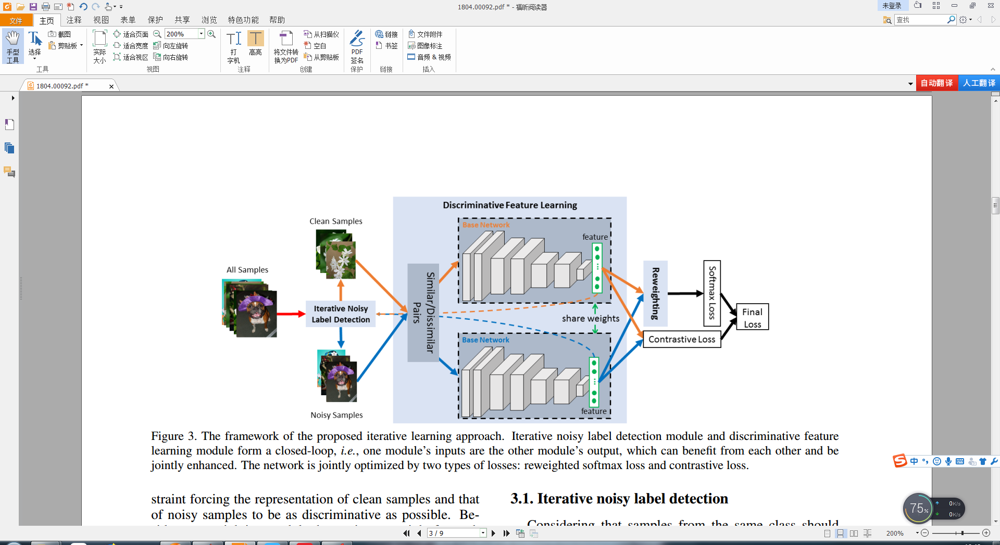 1804.00092.pdf * - 福昕阅读器
未登录
文件 主页 注释 视图 表单 保护 共享 浏览 特色功能 帮助
查找
手型工具
选择
截图
剪贴板
工具
实际大小
适合页面
适合宽度
适合视区
200%
向左旋转
向右旋转
视图
打字机
高亮
注释
将文件转换为PDF
从扫描仪
空白
从剪贴板
创建
PDF签名
保护
链接
书签
链接
文件附件
图像标注
音频 & 视频
插入
1804.00092.pdf *
自动翻译 人工翻译
Discriminative Feature Learning
Clean Samples
Base Network
feature
All Samples
Similar/Dissimilar
Pairs
Reweighting
Softmax Loss
Iterative Noisy
Label Detection
share weights
Final
Loss
Contrastive Loss
Base Network
feature
Noisy Samples
Figure 3. The framework of the proposed iterative learning approach. Iterative noisy label detection module and discriminative feature
learning module form a closed-loop, i.e., one module's inputs are the other module's output, which can benefit from each other and be
jointly enhanced. The network is jointly optimized by two types of losses: reweighted softmax loss and contrastive loss.
straint forcing the representation of clean samples and that
of noisy samples to be as discriminative as possible. Be-
3.1. Iterative noisy label detection
Considering that samples from the same class should
中
75%
0K/s
0K/s
3 / 9
200%